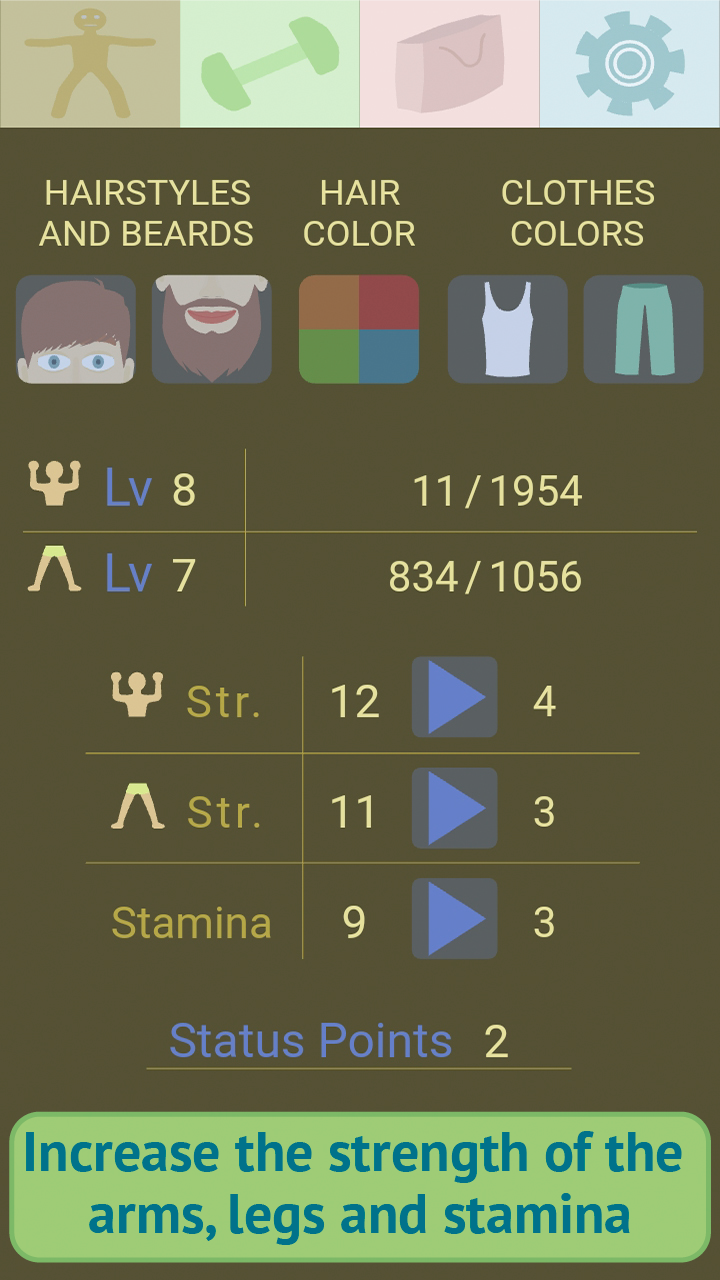 HAIRSTYLES
AND BEARDS
HAIR
COLOR
CLOTHES
COLORS
Lv 8 11/1954
Lv 7 834/1056
Str. 12 4
Str. 11 3
Stamina 9 3
Status Points 2
Increase the strength of the
arms, legs and stamina